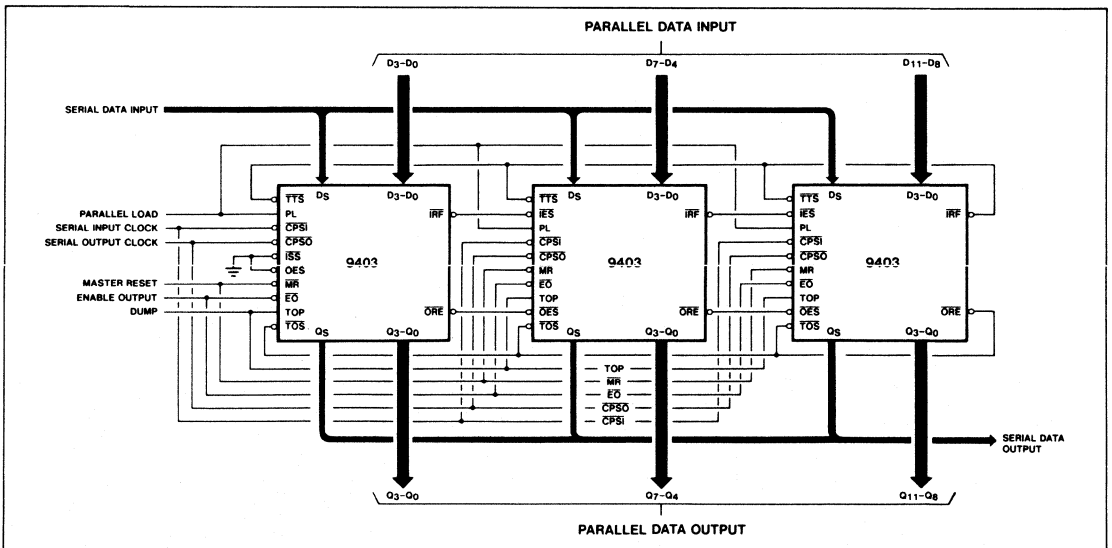 PARALLEL DATA INPUT
D3-D0 D7-D4 D11-D8
SERIAL DATA INPUT
DS D3-D0 DS D3-D0 DS D3-D0
TTS TTS TTS
PARALLEL LOAD PL IRF IES IRF IES IRF
SERIAL INPUT CLOCK CPSI PL PL
SERIAL OUTPUT CLOCK CPSO CPSI CPSI
ISS CPSO CPSO
9403 9403 9403
OES MR MR
MASTER RESET MR EO EO
ENABLE OUTPUT EO TOP TOP
DUMP TOP ORE OES ORE OES ORE
TOS TOS TOS
QS Q3-Q0 QS Q3-Q0 QS Q3-Q0
TOP
MR
EO
CPSO
CPSI
SERIAL DATA
OUTPUT
Q3-Q0 Q7-Q4 Q11-Q8
PARALLEL DATA OUTPUT